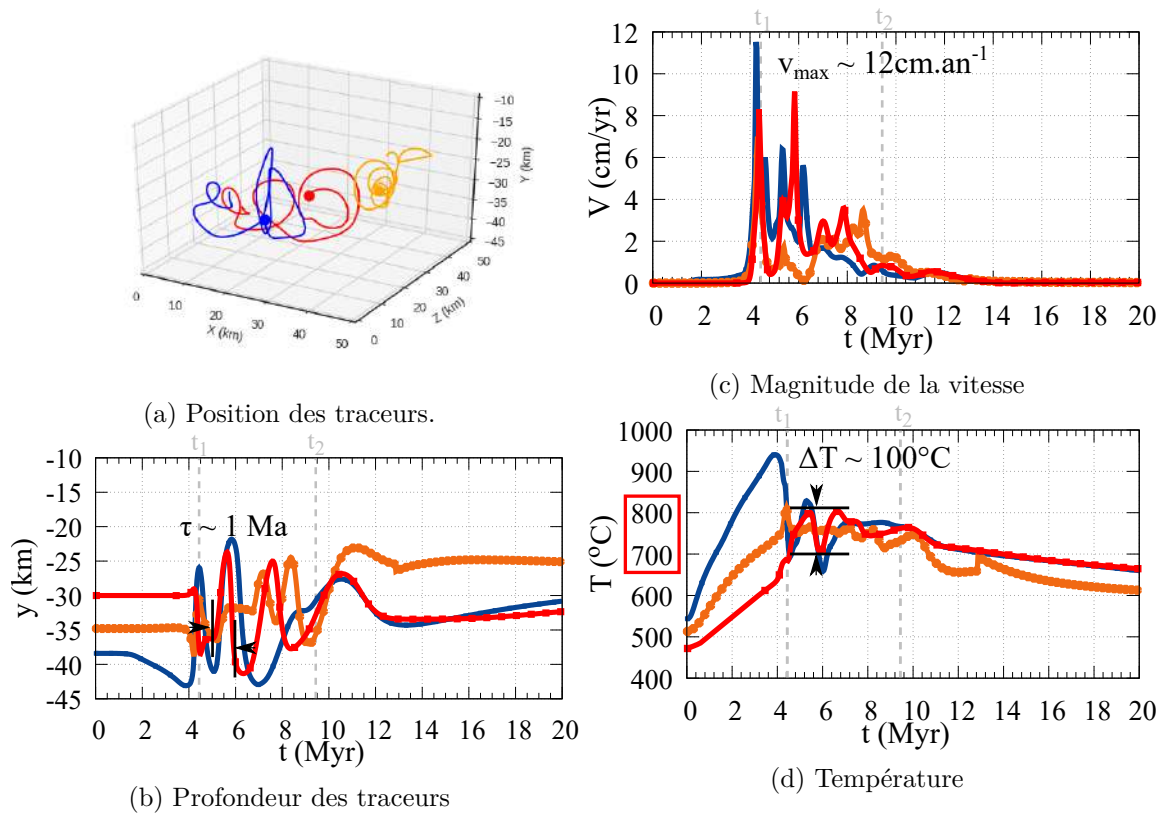 −10
−15
−20
−25
−30
−35
−40
−45
Y (km)
0
10
20
30
40
50
X (km)
0
10
20
30
40
50
Z (km)
(a) Position des traceurs.
t1
t2
12
10
8
6
4
2
0
V (cm/yr)
vmax ~ 12cm.an-1
0 2 4 6 8 10 12 14 16 18 20
t (Myr)
(c) Magnitude de la vitesse
t1
t2
-10
-15
-20
-25
-30
-35
-40
-45
y (km)
τ ~ 1 Ma
0 2 4 6 8 10 12 14 16 18 20
t (Myr)
(b) Profondeur des traceurs
t1
t2
1000
900
800
700
600
500
400
T (°C)
ΔT ~ 100°C
0 2 4 6 8 10 12 14 16 18 20
t (Myr)
(d) Température